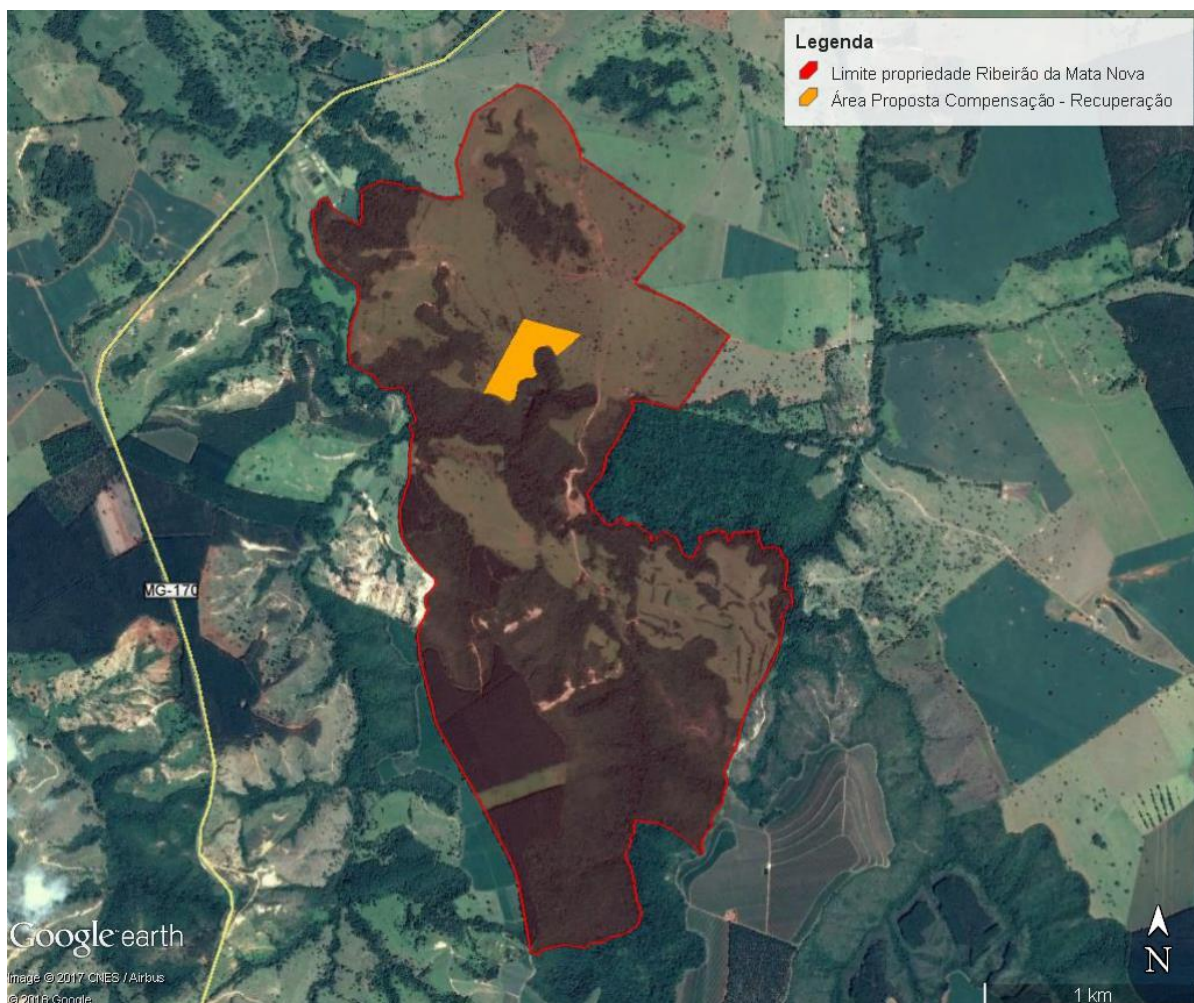 Legenda
Limite propriedade Ribeirão da Mata Nova
Área Proposta Compensação - Recuperação
MG-170
Google earth
Image © 2017 CNES / Airbus
© 2018 Google
N
1 km